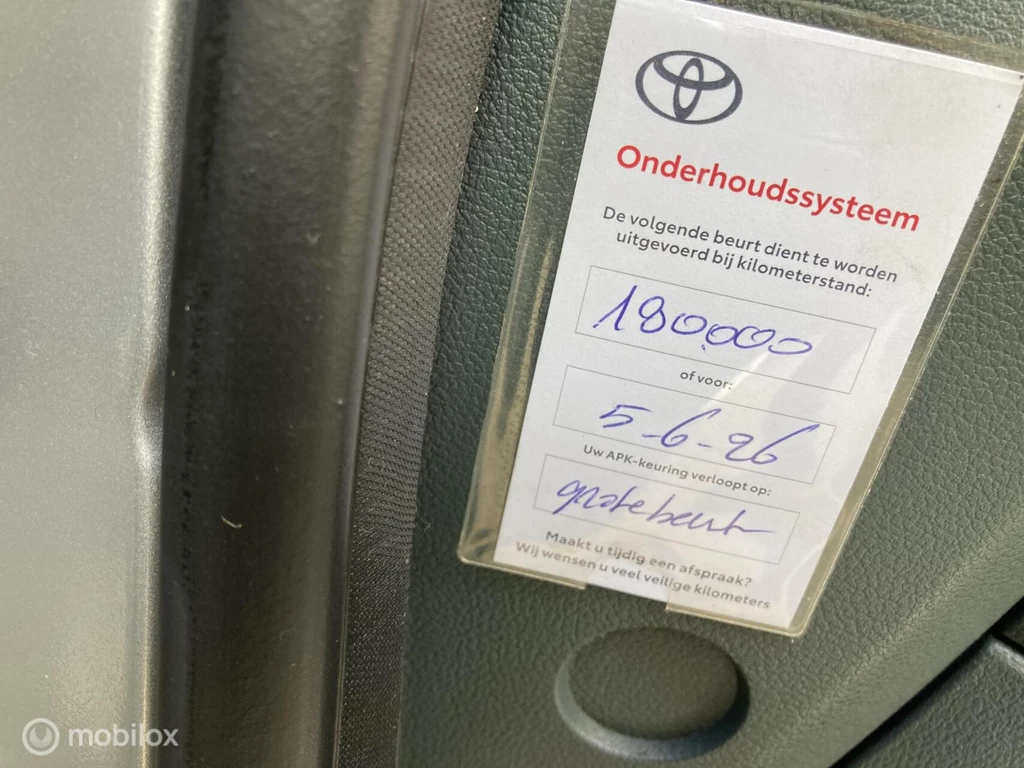 Onderhoudssysteem
De volgende beurt dient te worden
uitgevoerd bij kilometerstand:
180.000
of voor:
5-6-26
Uw APK-keuring verloopt op:
grote beurt
Maakt u tijdig een afspraak?
Wij wensen u veel veilige kilometers
mobilox